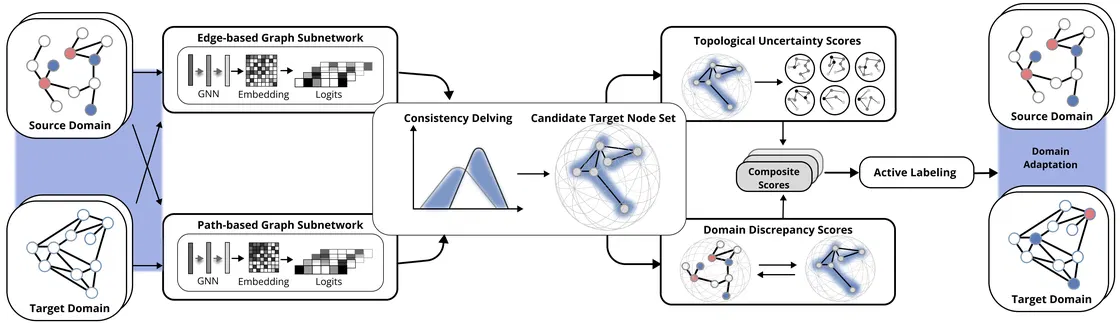 Source Domain
Target Domain
Edge-based Graph Subnetwork
GNN
Embedding
Logits
Path-based Graph Subnetwork
GNN
Embedding
Logits
Consistency Delving
Candidate Target Node Set
Topological Uncertainty Scores
Composite
Scores
Domain Discrepancy Scores
Active Labeling
Source Domain
Domain
Adaptation
Target Domain